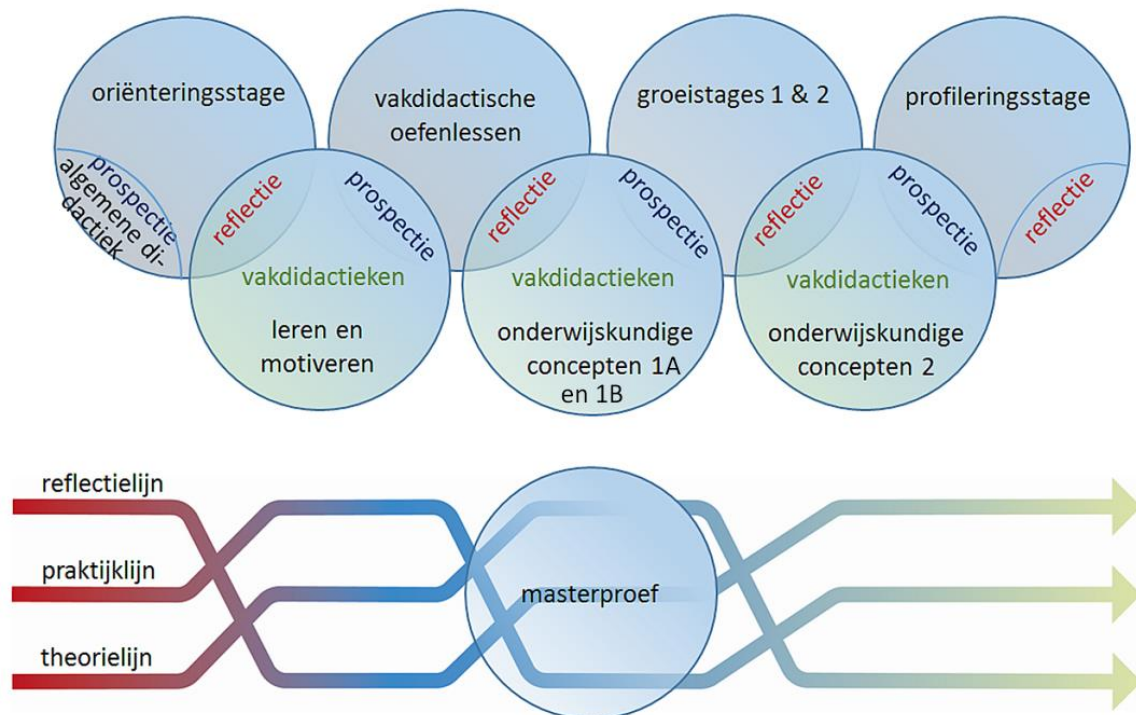 oriënteringsstage
prospectie
algemene di-
dactiek
vakdidactische
oefenlessen
groeistages 1 & 2
profileringsstage
reflectie
reflectie
prospectie
vakdidactieken
leren en
motiveren
reflectie
prospectie
vakdidactieken
onderwijskundige
concepten 1A
en 1B
reflectie
prospectie
vakdidactieken
onderwijskundige
concepten 2
reflectielijn
praktijklijn
theorielijn
masterproef